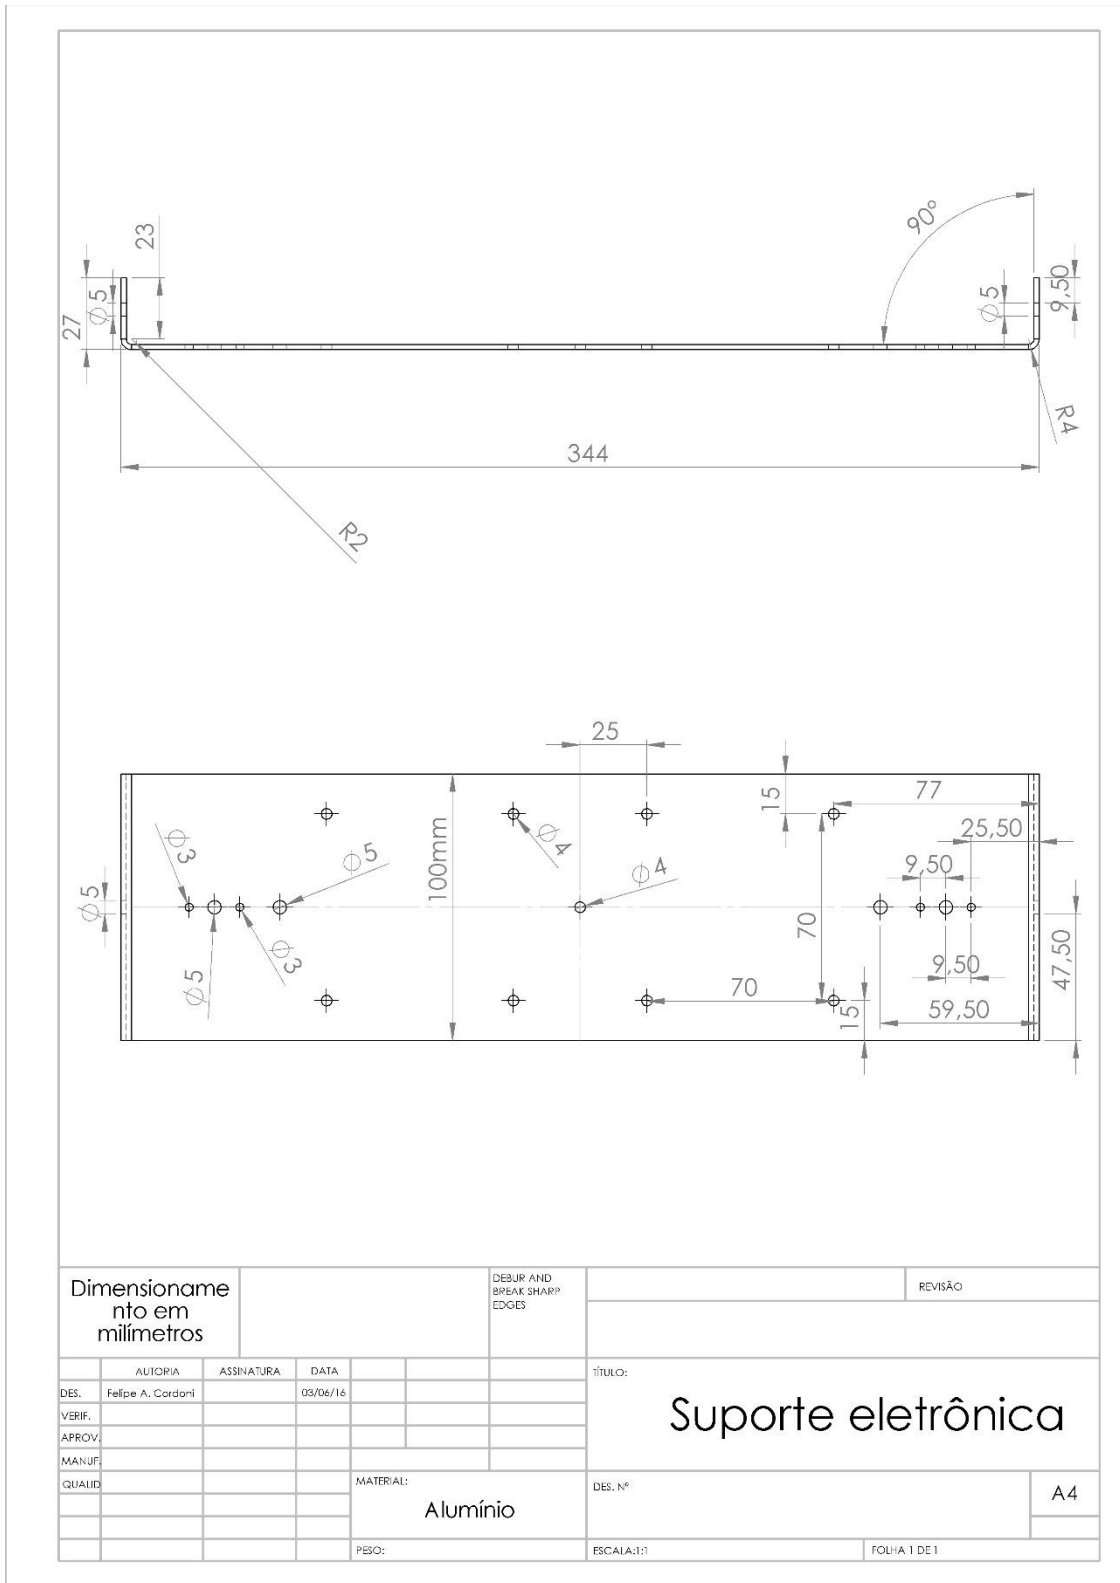 23
90°
27
Ø5
Ø5
9,50
R4
344
R2
25
15
77
25,50
Ø3
Ø5
100mm
Ø4
Ø4
9,50
Ø5
70
47,50
Ø5
Ø3
9,50
70
15
59,50
Dimensioname
nto em
milímetros
DEBUR AND
BREAK SHARP
EDGES
REVISÃO
AUTORIA ASSINATURA DATA
TÍTULO:
DES. Felipe A. Cordoni 03/06/16
Suporte eletrônica
VERIF.
APROV.
MANUF.
QUALID
MATERIAL:
Alumínio
DES. Nº
A4
PESO:
ESCALA:1:1
FOLHA 1 DE 1